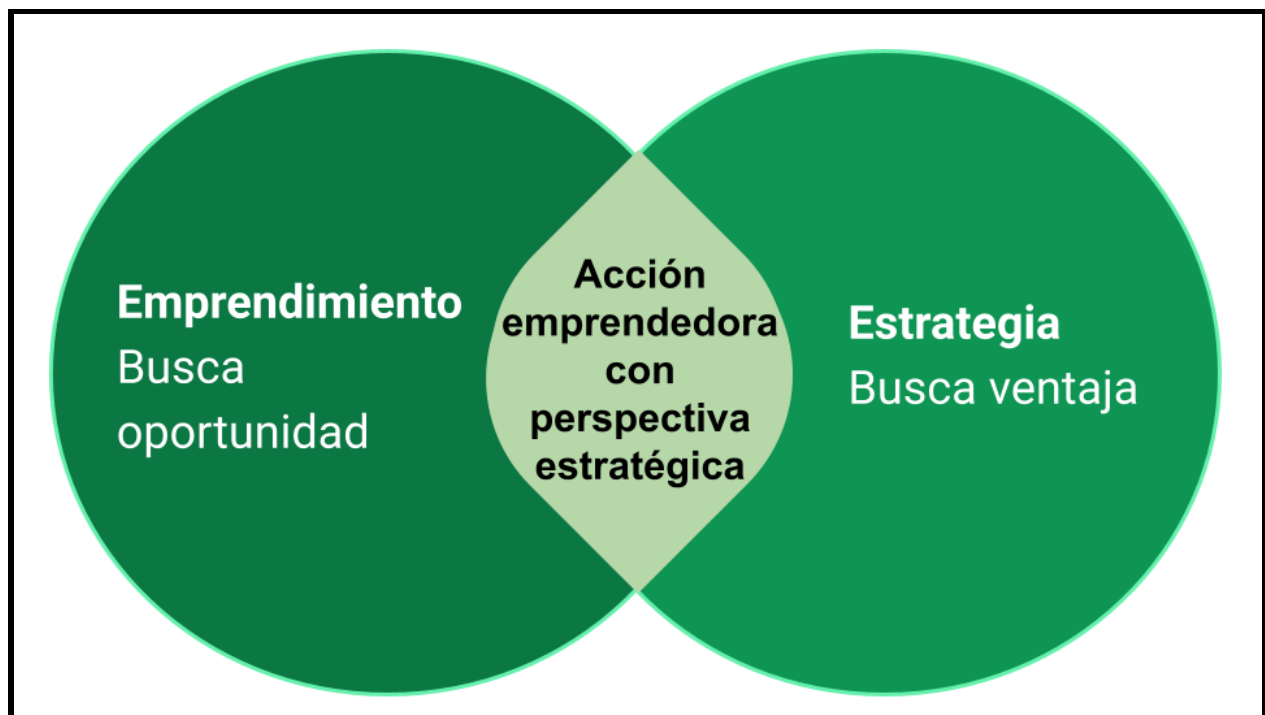 Emprendimiento
Busca
oportunidad
Acción
emprendedora
con
perspectiva
estratégica
Estrategia
Busca ventaja